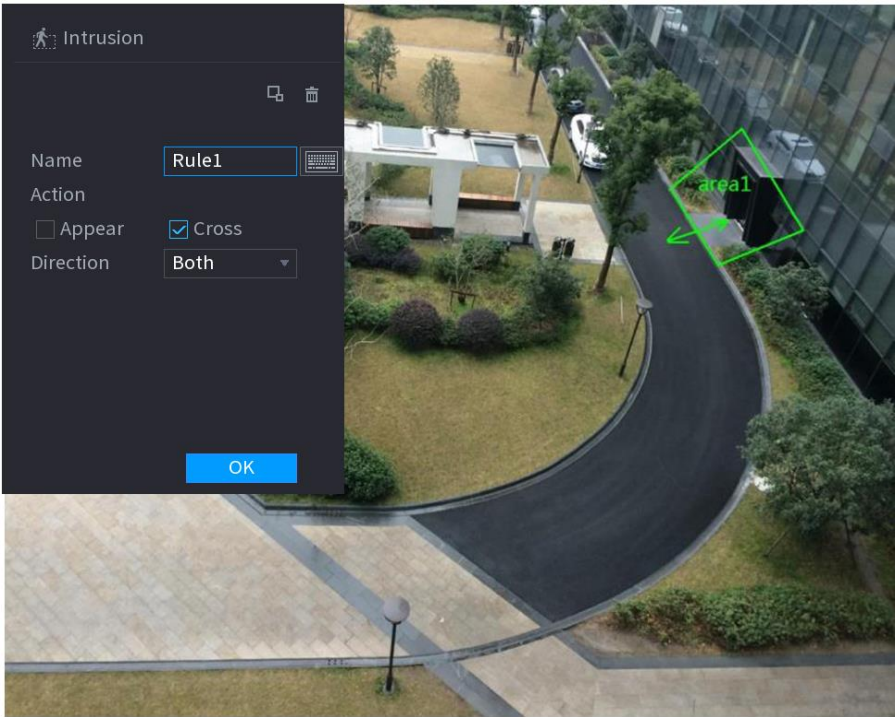 Intrusion
Name
Rule1
Action
Appear
Cross
Direction
Both
OK
area1